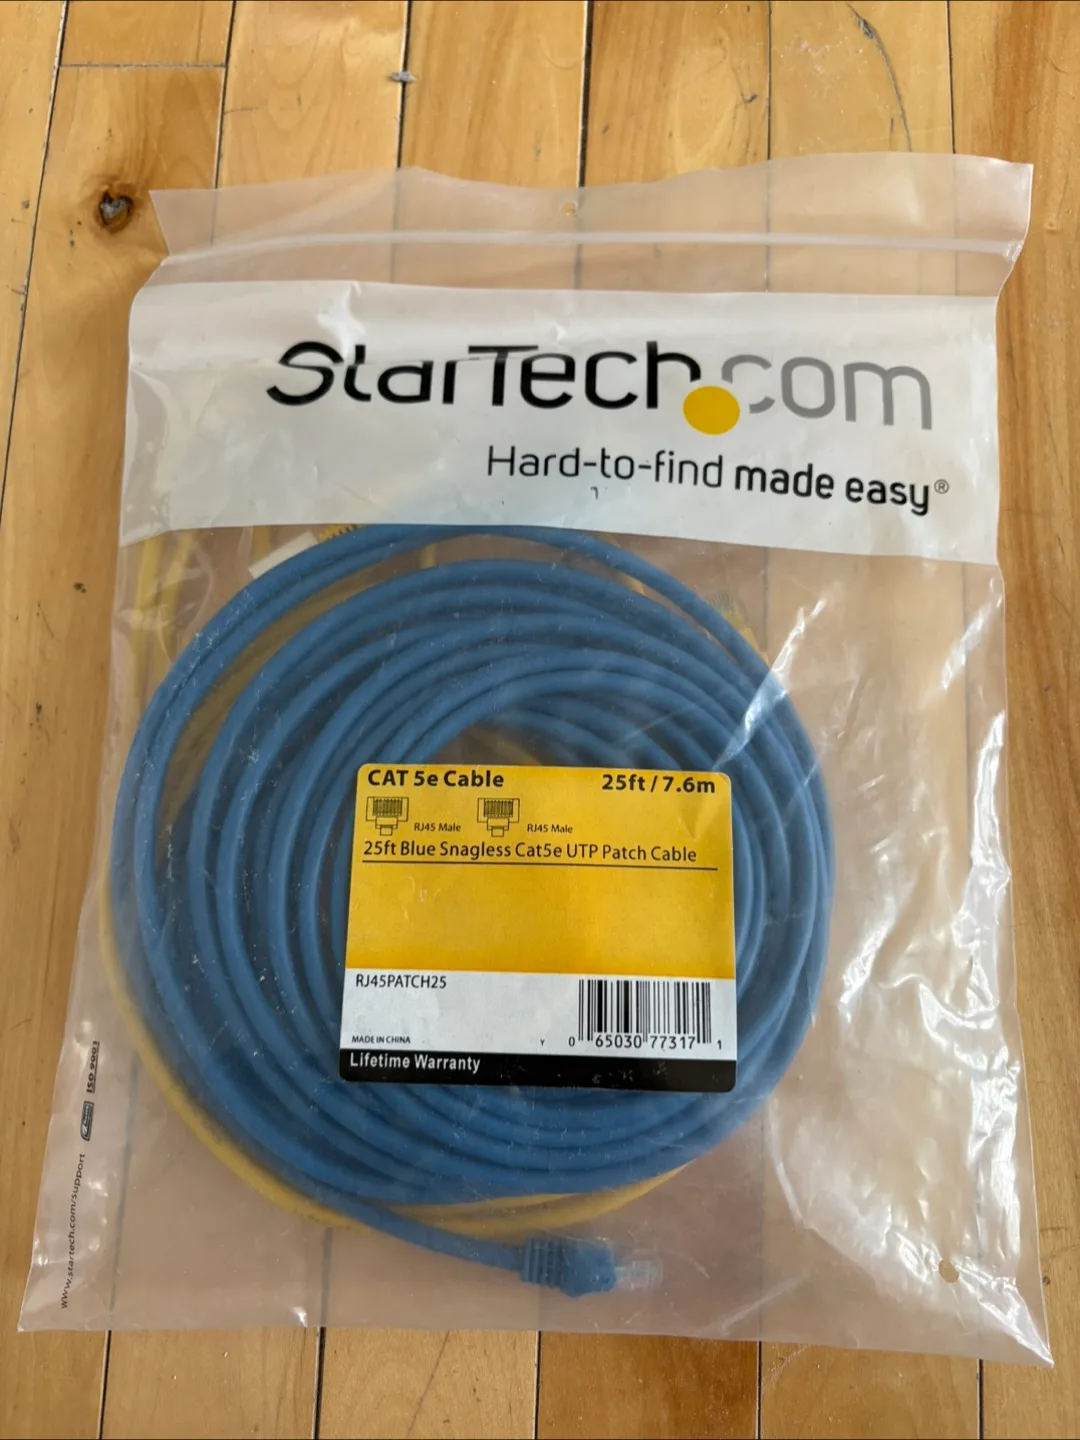 StarTech.com
Hard-to-find made easy®
CAT 5e Cable 25ft / 7.6m
RJ45 Male RJ45 Male
25ft Blue Snagless Cat5e UTP Patch Cable
RJ45PATCH25
MADE IN CHINA Y 0 65030 77317 1
Lifetime Warranty
www.startech.com/support
ISO 9001